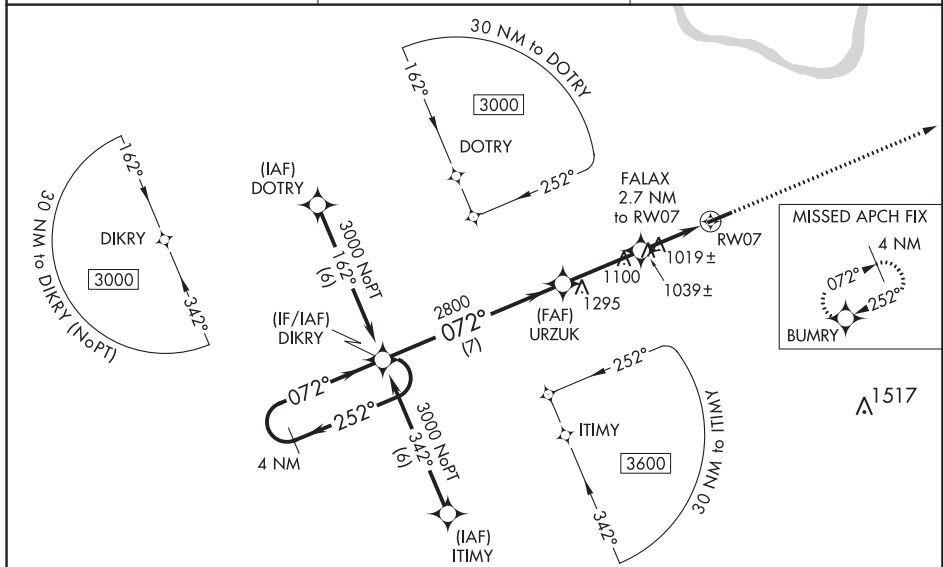 30 NM to DOTRY
162°
3000
DOTRY
252°
162°
DIKRY
3000
342°
30 NM to DIKRY (NoPT)
(IAF)
DOTRY
3000 NoPT
162°
(6)
FALAX
2.7 NM
to RW07
RW07
1100
1019±
1039±
1295
(FAF)
URZUK
2800
072°
(7)
(IF/IAF)
DIKRY
072°
252°
4 NM
3000 NoPT
342°
(6)
(IAF)
ITIMY
252°
ITIMY
3600
342°
30 NM to ITIMY
MISSED APCH FIX
4 NM
072°
252°
BUMRY
1517